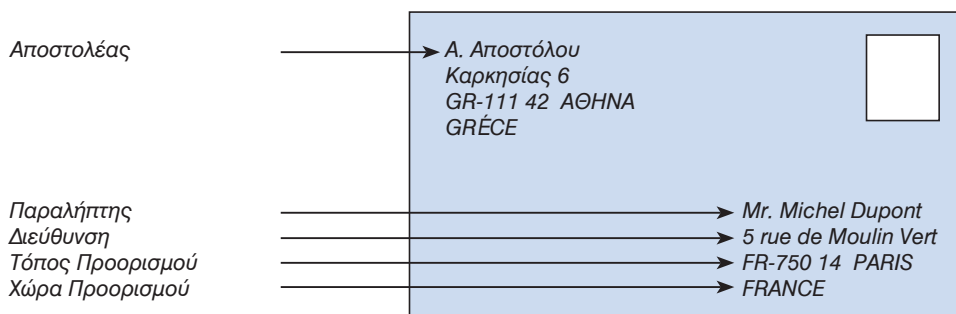 Αποστολέας
Α. Αποστόλου
Καρκησίας 6
GR-111 42 ΑΘΗΝΑ
GRÉCE
Παραλήπτης
Mr. Michel Dupont
Διεύθυνση
5 rue de Moulin Vert
Τόπος Προορισμού
FR-750 14 PARIS
Χώρα Προορισμού
FRANCE